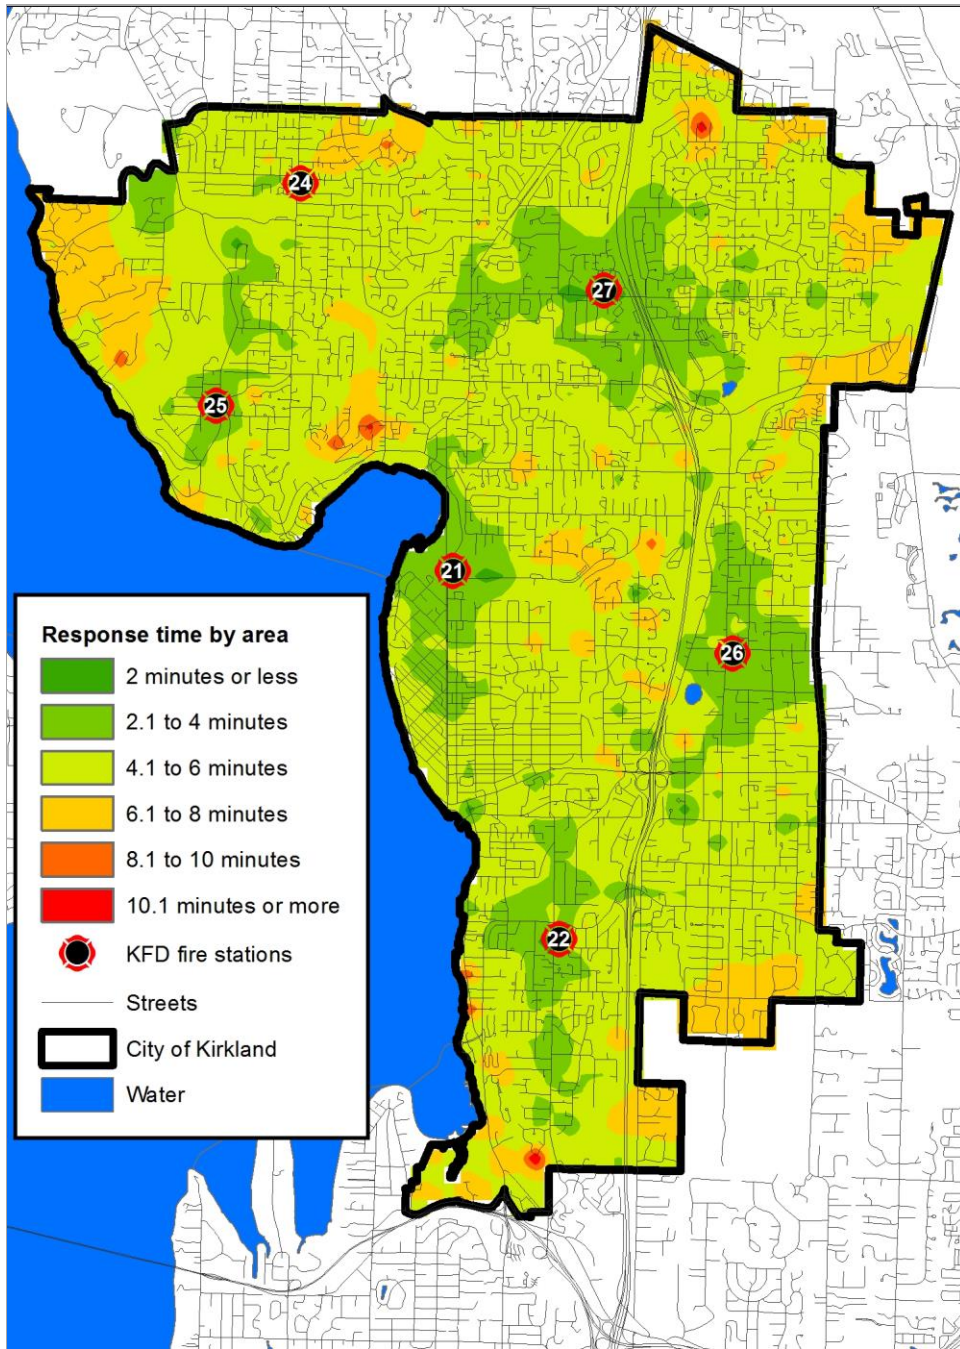 24
27
25
21
26
22
Response time by area
2 minutes or less
2.1 to 4 minutes
4.1 to 6 minutes
6.1 to 8 minutes
8.1 to 10 minutes
10.1 minutes or more
KFD fire stations
Streets
City of Kirkland
Water